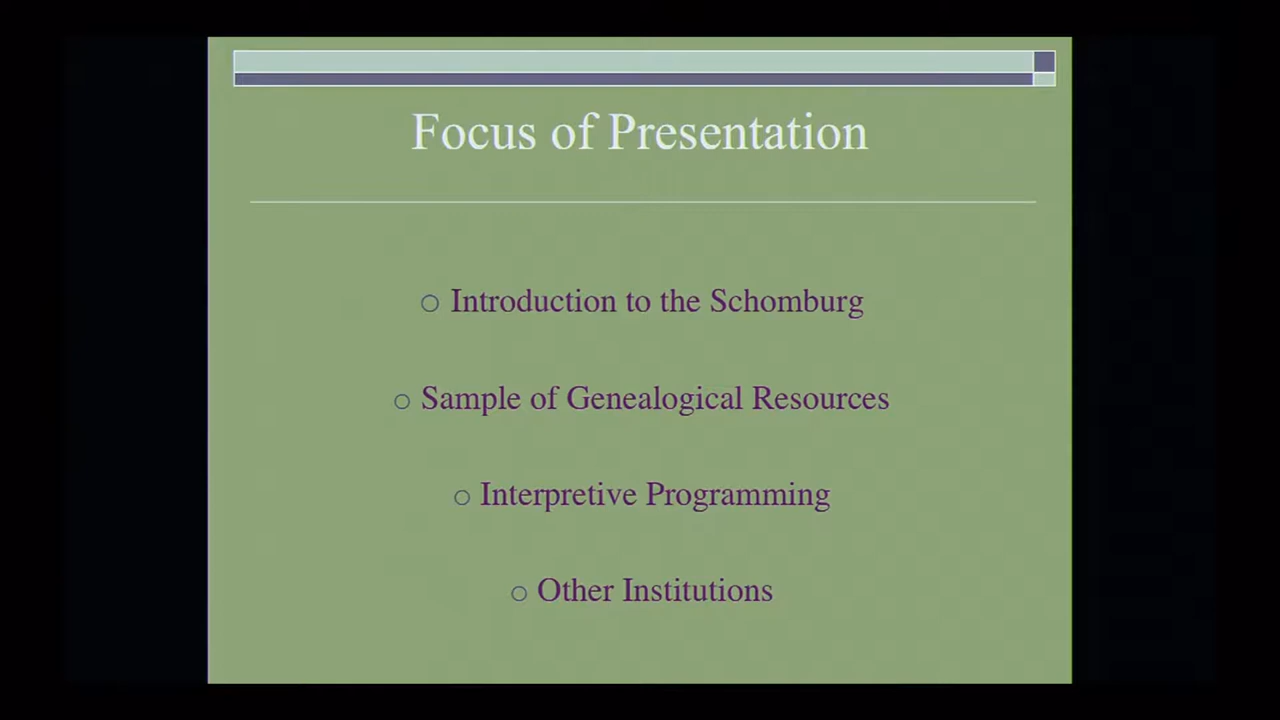 Focus of Presentation
Introduction to the Schomburg
Sample of Genealogical Resources
Interpretive Programming
Other Institutions